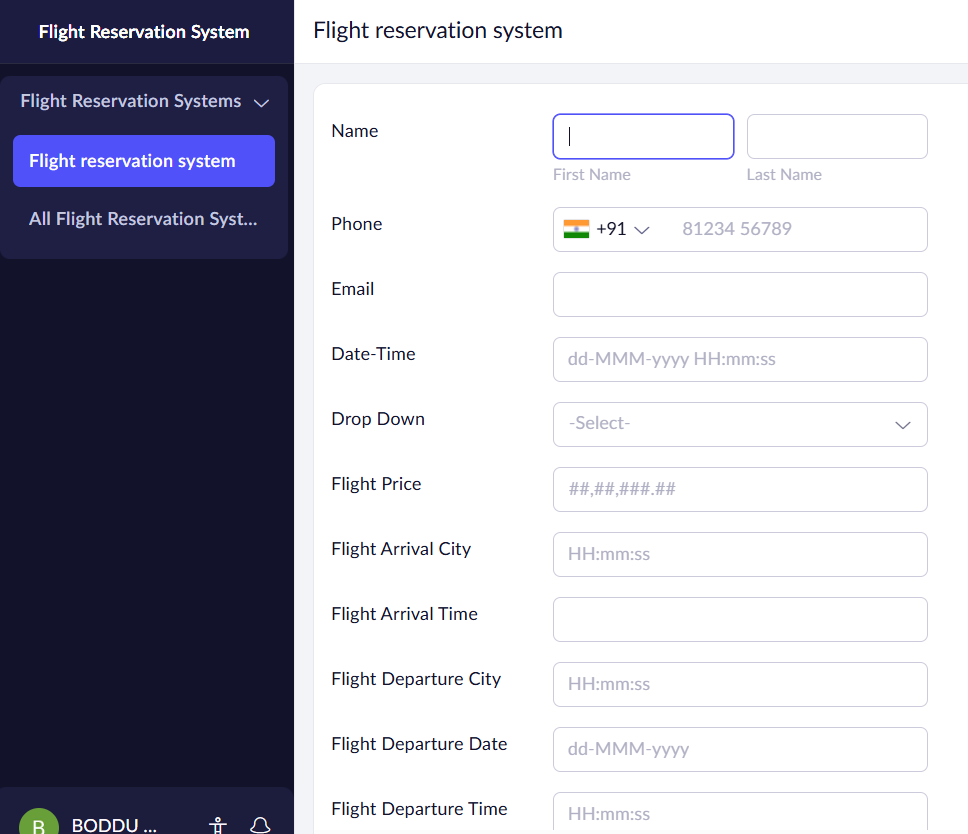 Flight Reservation System
Flight reservation system
Flight Reservation Systems
Flight reservation system
All Flight Reservation Syst...
Name
First Name
Last Name
Phone
+91
81234 56789
Email
Date-Time
dd-MMM-yyyy HH:mm:ss
Drop Down
-Select-
Flight Price
##,##,###.##
Flight Arrival City
HH:mm:ss
Flight Arrival Time
Flight Departure City
HH:mm:ss
Flight Departure Date
dd-MMM-yyyy
Flight Departure Time
HH:mm:ss
B
BODDU ...